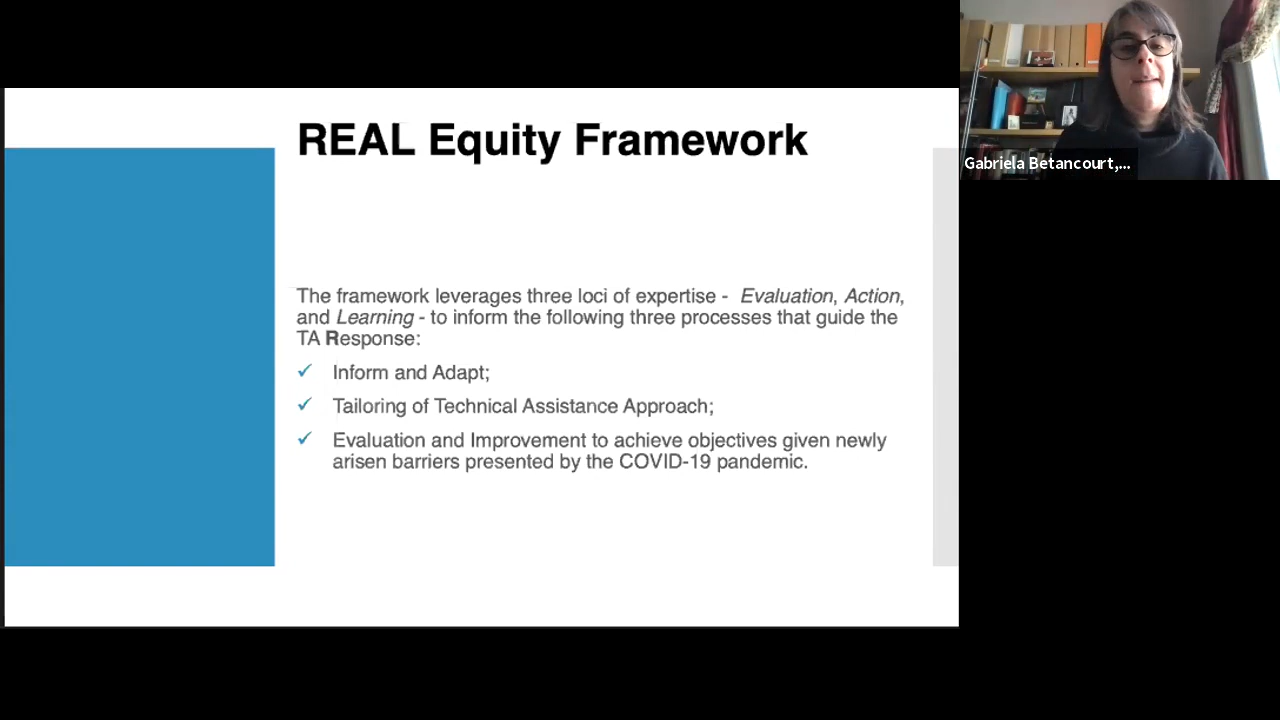 REAL Equity Framework
The framework leverages three loci of expertise - Evaluation, Action,
and Learning - to inform the following three processes that guide the
TA Response:
✓ Inform and Adapt;
✓ Tailoring of Technical Assistance Approach;
✓ Evaluation and Improvement to achieve objectives given newly
arisen barriers presented by the COVID-19 pandemic.
Gabriela Betancourt,...